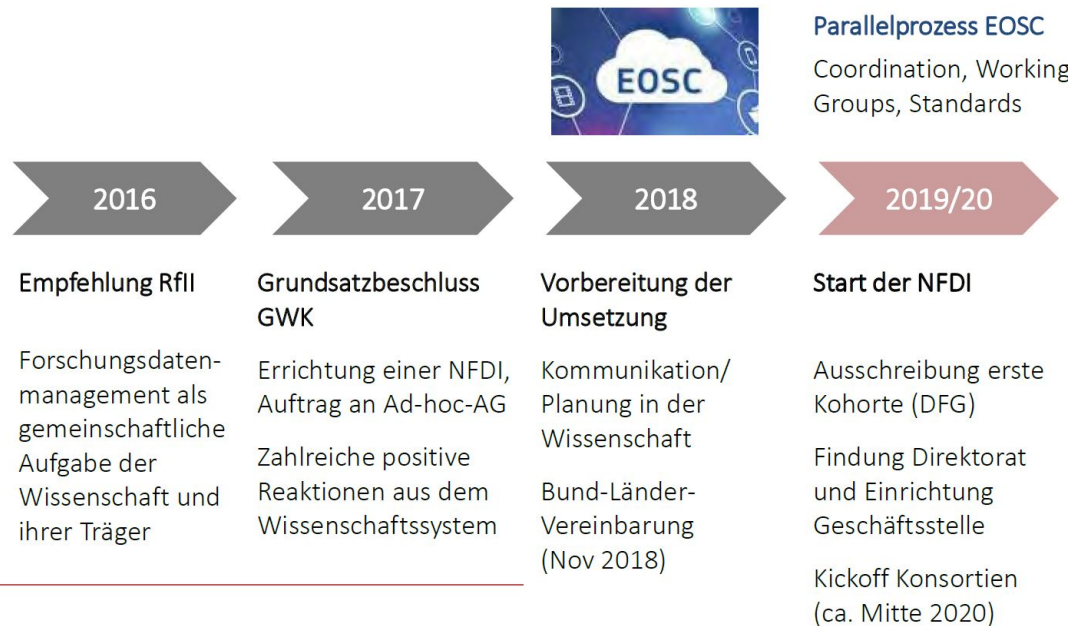 EOSC
Parallelprozess EOSC
Coordination, Working
Groups, Standards
2016
2017
2018
2019/20
Empfehlung RfII
Forschungsdaten-
management als
gemeinschaftliche
Aufgabe der
Wissenschaft und
ihrer Träger
Grundsatzbeschluss
GWK
Errichtung einer NFDI,
Auftrag an Ad-hoc-AG
Zahlreiche positive
Reaktionen aus dem
Wissenschaftssystem
Vorbereitung der
Umsetzung
Kommunikation/
Planung in der
Wissenschaft
Bund-Länder-
Vereinbarung
(Nov 2018)
Start der NFDI
Ausschreibung erste
Kohorte (DFG)
Findung Direktorat
und Einrichtung
Geschäftsstelle
Kickoff Konsortien
(ca. Mitte 2020)